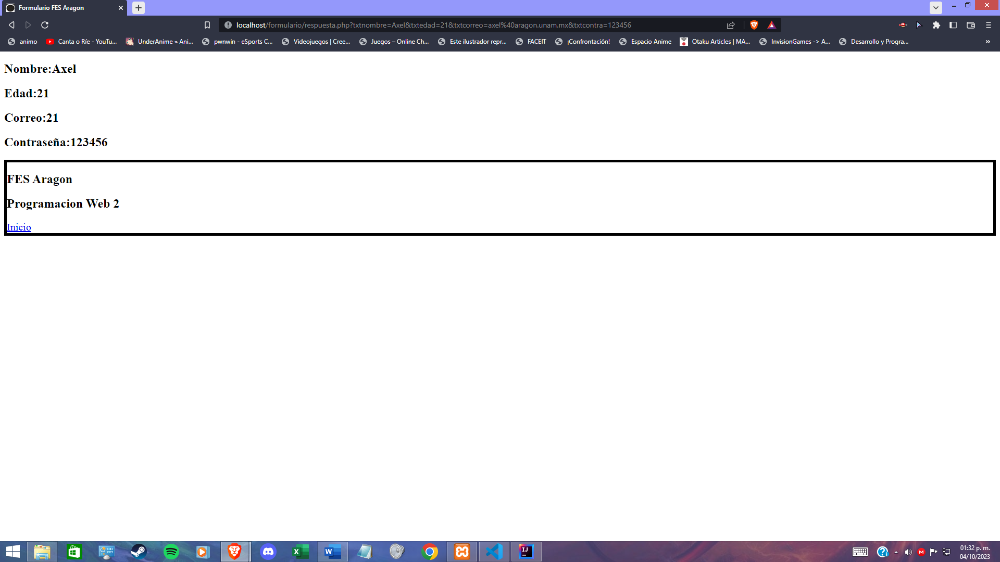 Formulario FES Aragon
localhost/formulario/respuesta.php?txtnombre=Axel&txtedad=21&txtcorreo=axel%40aragon.unam.mx&txtcontra=123456
animo Canta o Ríe - YouTu... UnderAnime » Ani... pwnwin - eSports C... Videojuegos | Cree... Juegos – Online Ch... Este ilustrador repr... FACEIT ¡Confrontación! Espacio Anime Otaku Articles | MA... InvisionGames -> A... Desarrollo y Progra... »
Nombre:Axel
Edad:21
Correo:21
Contraseña:123456
FES Aragon
Programacion Web 2
Inicio
01:32 p. m.
04/10/2023